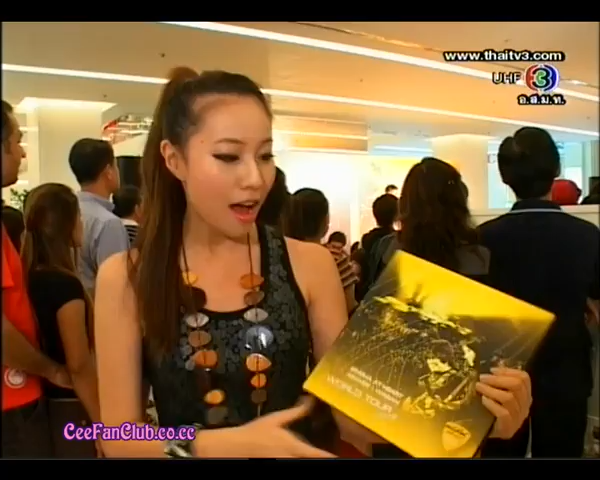 www.thaitv3.com
UHF 3
อ.ส.ม.ท.
WORLD TOUR
CeeFanClub.co.cc